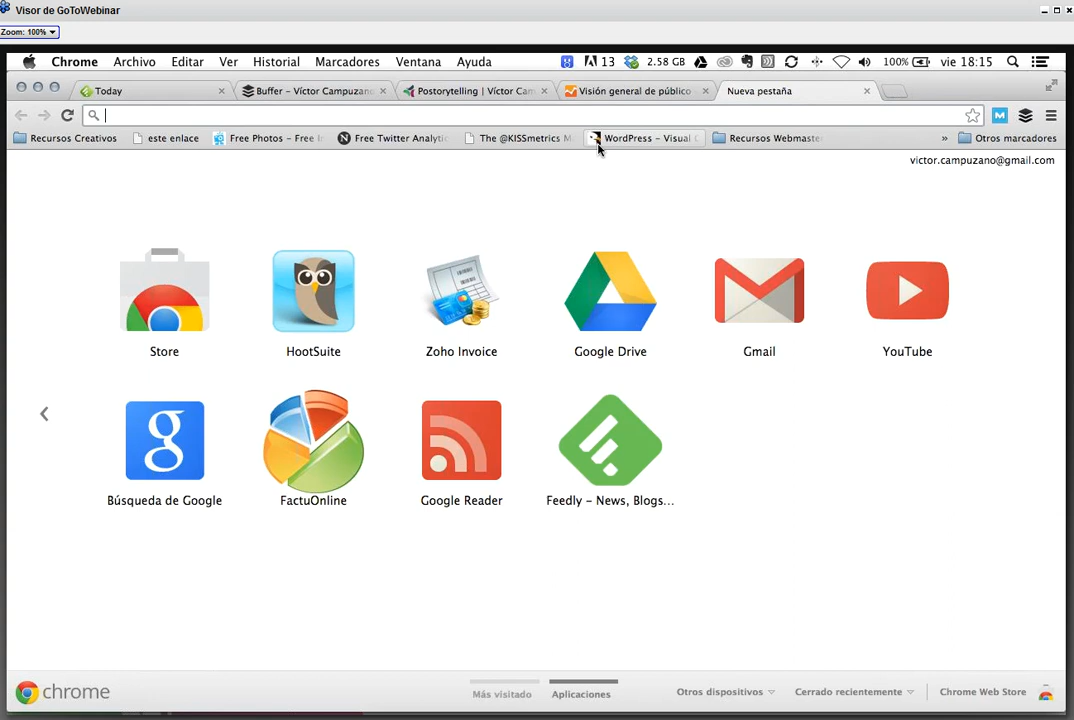 Visor de GoToWebinar
Zoom: 100%
Chrome Archivo Editar Ver Historial Marcadores Ventana Ayuda 13 2.58 GB 100% vie 18:15
Today Buffer – Víctor Campuzano Postorytelling | Víctor Cam Visión general de público Nueva pestaña
Recursos Creativos este enlace Free Photos – Free I Free Twitter Analytic The @KISSmetrics M WordPress – Visual Recursos Webmaste » Otros marcadores
victor.campuzano@gmail.com
Store HootSuite Zoho Invoice Google Drive Gmail YouTube
Búsqueda de Google FactuOnline Google Reader Feedly – News, Blogs...
chrome Más visitado Aplicaciones Otros dispositivos Cerrado recientemente Chrome Web Store